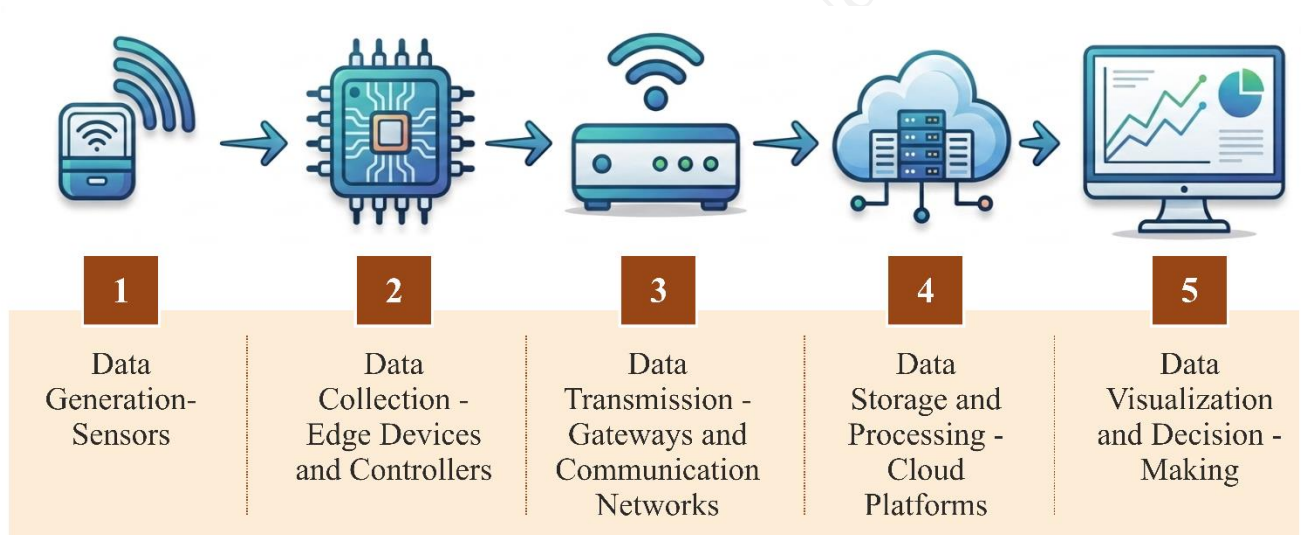 1
Data
Generation-
Sensors
2
Data
Collection -
Edge Devices
and Controllers
3
Data
Transmission -
Gateways and
Communication
Networks
4
Data
Storage and
Processing -
Cloud
Platforms
5
Data
Visualization
and Decision -
Making